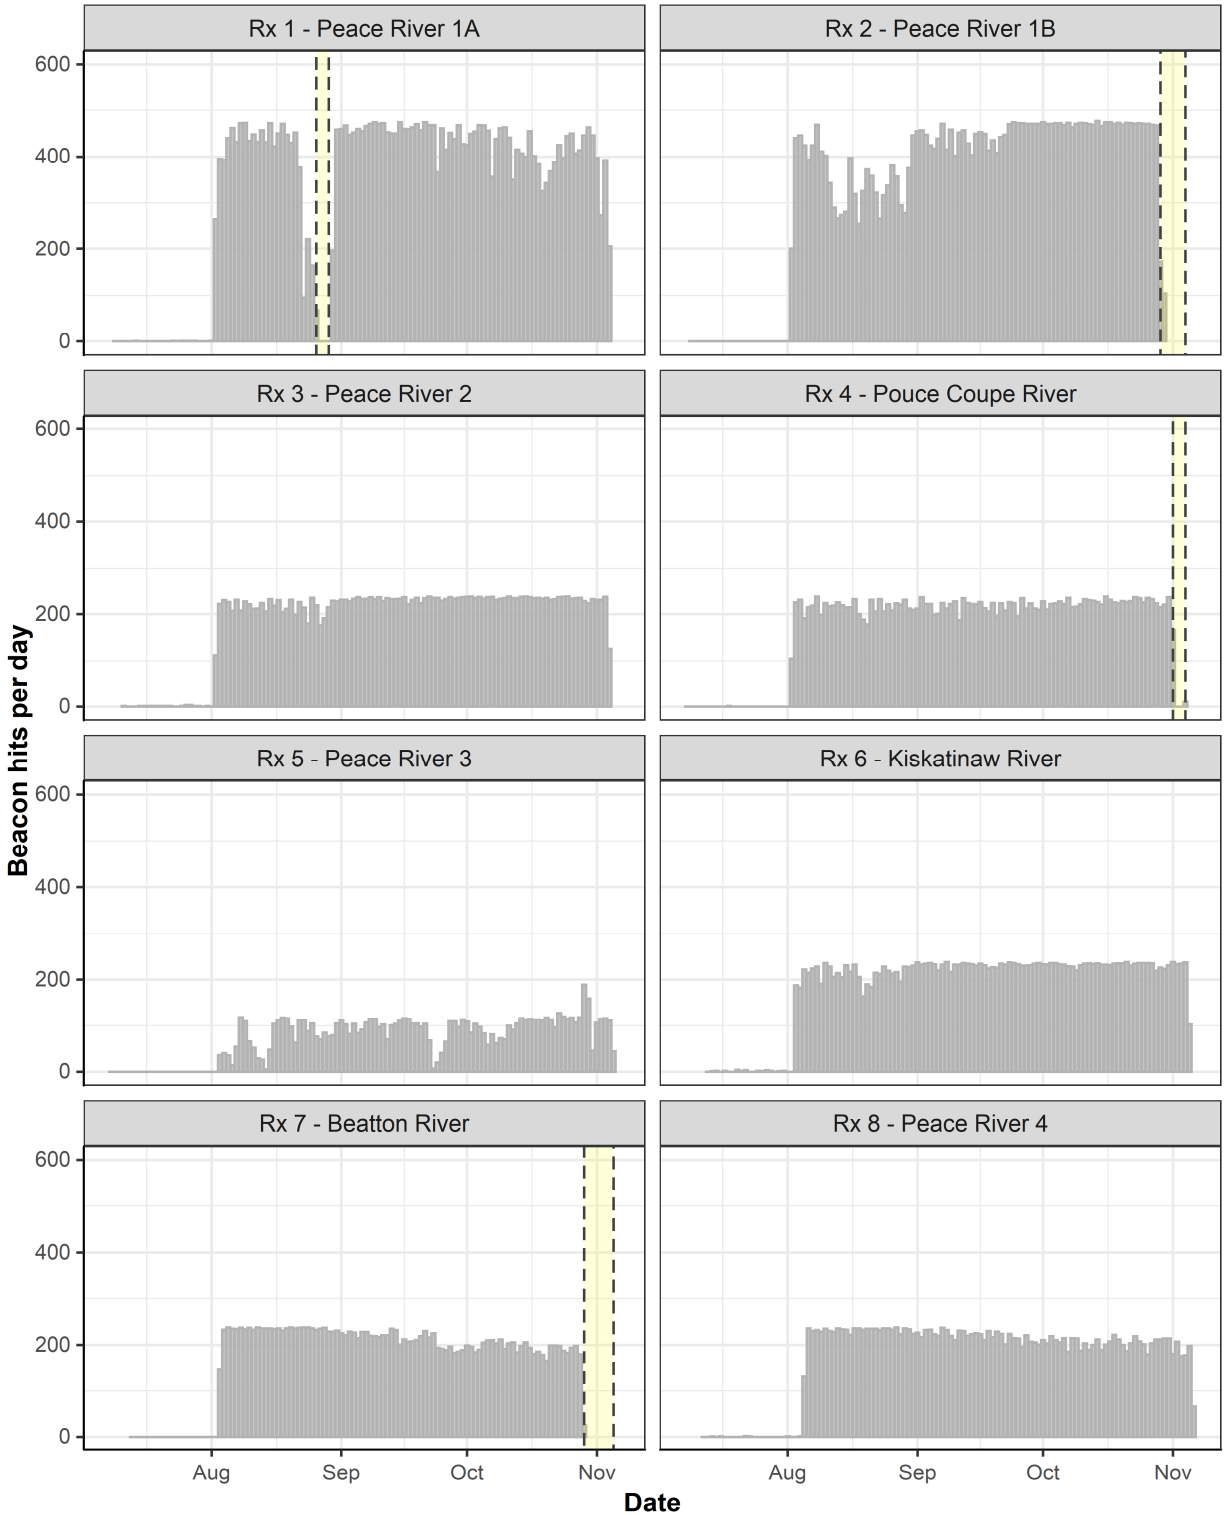 Rx 1 - Peace River 1A
Rx 2 - Peace River 1B
600
400
200
0
Rx 3 - Peace River 2
Rx 4 - Pouce Coupe River
600
400
200
0
Rx 5 - Peace River 3
Rx 6 - Kiskatinaw River
600
400
200
0
Rx 7 - Beatton River
Rx 8 - Peace River 4
600
400
200
0
Aug Sep Oct Nov
Aug Sep Oct Nov
Date
Beacon hits per day